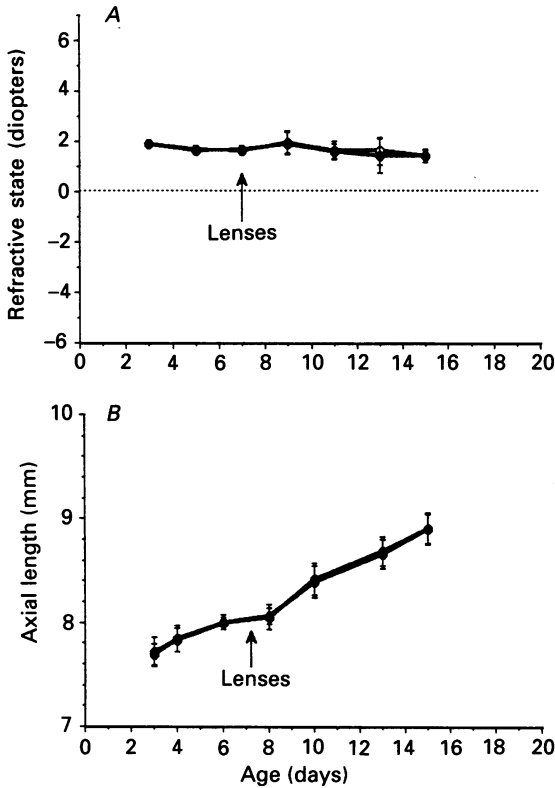 A
Refractive state (diopters)
6
4
2
0
−2
−4
−6
Lenses
0 2 4 6 8 10 12 14 16 18 20
B
Axial length (mm)
10
9
8
7
Lenses
0 2 4 6 8 10 12 14 16 18 20
Age (days)